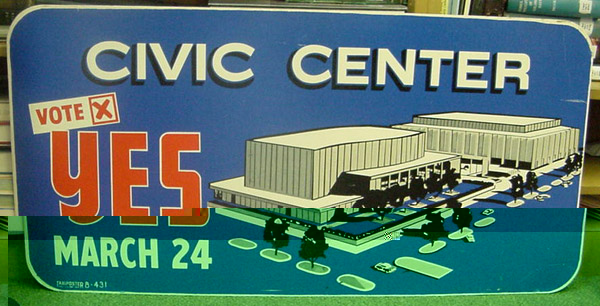 CIVIC CENTER
VOTE X
YES
MARCH 24